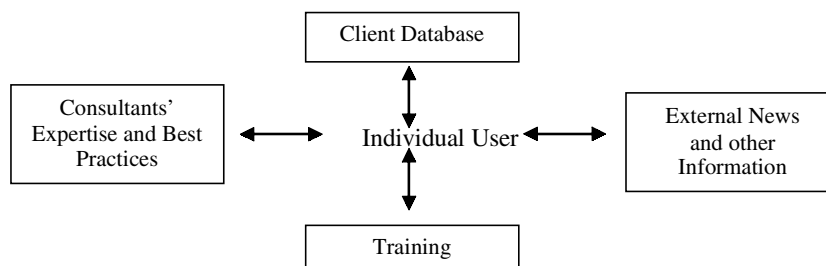 Client Database
Consultants'
Expertise and Best
Practices
Individual User
External News
and other
Information
Training